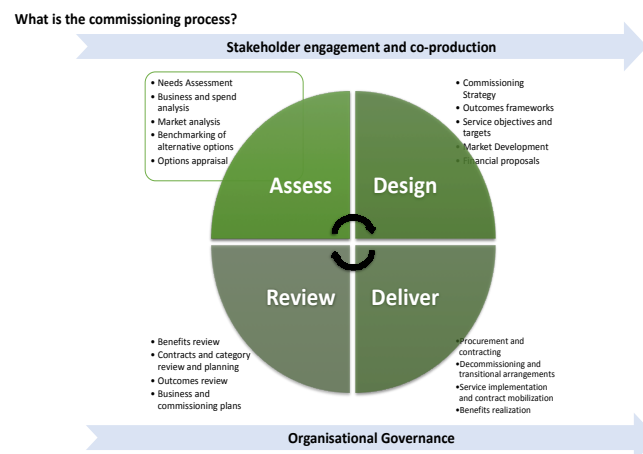 What is the commissioning process?
Stakeholder engagement and co-production
• Needs Assessment
• Business and spend
analysis
• Market analysis
• Benchmarking of
alternative options
• Options appraisal
• Commissioning
Strategy
• Outcomes frameworks
• Service objectives and
targets
• Market Development
• Financial proposals
Assess
Design
Review
Deliver
• Benefits review
• Contracts and category
review and planning
• Outcomes review
• Business and
commissioning plans
•Procurement and
contracting
•Decommissioning and
transitional arrangements
•Service implementation
and contract mobilization
•Benefits realization
Organisational Governance